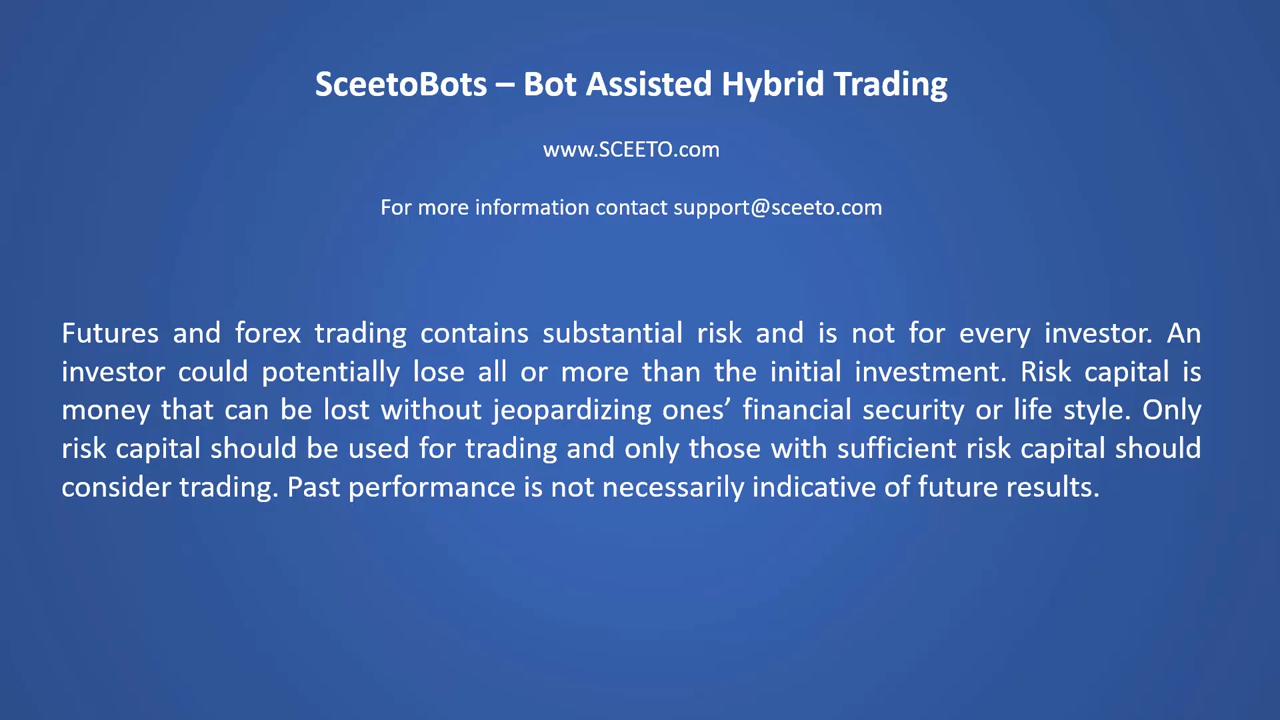 SceetoBots – Bot Assisted Hybrid Trading
www.SCEETO.com
For more information contact support@sceeto.com
Futures and forex trading contains substantial risk and is not for every investor. An
investor could potentially lose all or more than the initial investment. Risk capital is
money that can be lost without jeopardizing ones’ financial security or life style. Only
risk capital should be used for trading and only those with sufficient risk capital should
consider trading. Past performance is not necessarily indicative of future results.